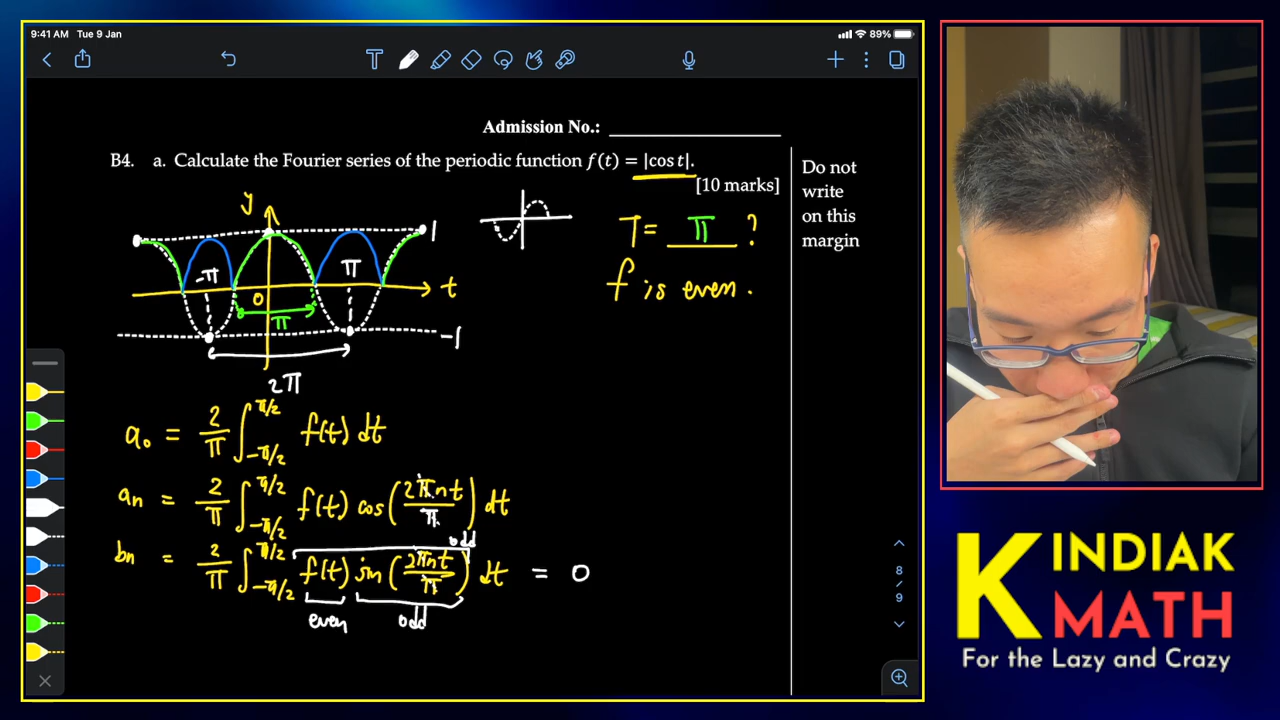 9:41 AM Tue 9 Jan
89%
Admission No.: ____________
B4. a. Calculate the Fourier series of the periodic function f(t) = |cos t|.
[10 marks]
Do not
write
on this
margin
y
1
T = π ?
f is even.
-π
π
0
t
π
-1
2π
a₀ = 2/π ∫_{-π/2}^{π/2} f(t) dt
aₙ = 2/π ∫_{-π/2}^{π/2} f(t) cos (2πnt/π) dt
odd
bₙ = 2/π ∫_{-π/2}^{π/2} f(t) sin (2πnt/π) dt = 0
even odd
8
/
9
KINDIAK
MATH
For the Lazy and Crazy